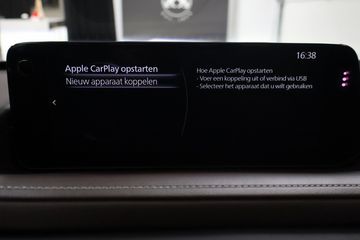 16:38
Apple CarPlay opstarten
Nieuw apparaat koppelen
Hoe Apple CarPlay opstarten
- Voer een koppeling uit of verbind via USB
- Selecteer het apparaat dat u wilt gebruiken